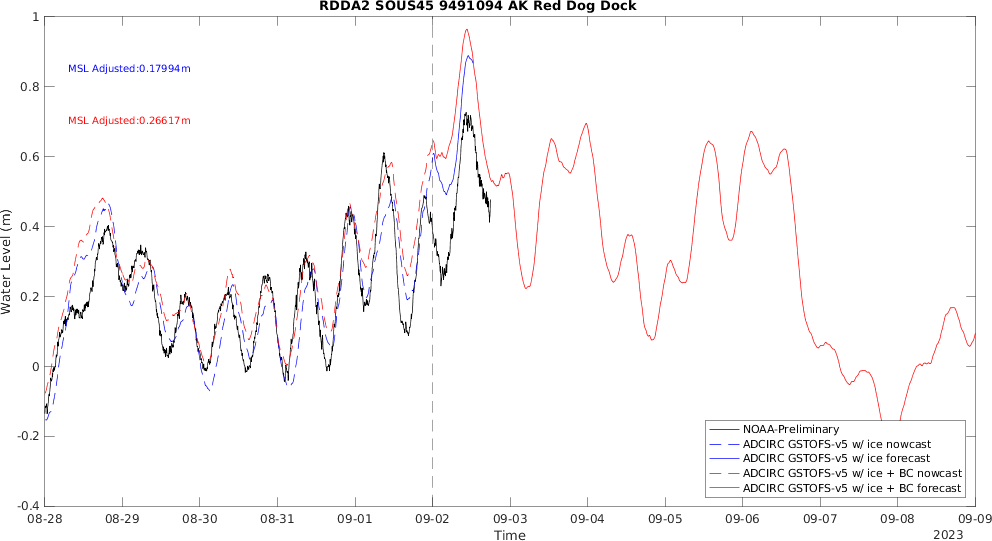 RDDA2 SOUS45 9491094 AK Red Dog Dock
MSL Adjusted:0.17994m
MSL Adjusted:0.26617m
Water Level (m)
1
0.8
0.6
0.4
0.2
0
-0.2
-0.4
NOAA-Preliminary
ADCIRC GSTOFS-v5 w/ ice nowcast
ADCIRC GSTOFS-v5 w/ ice forecast
ADCIRC GSTOFS-v5 w/ ice + BC nowcast
ADCIRC GSTOFS-v5 w/ ice + BC forecast
08-28 08-29 08-30 08-31 09-01 09-02 09-03 09-04 09-05 09-06 09-07 09-08 09-09
Time
2023